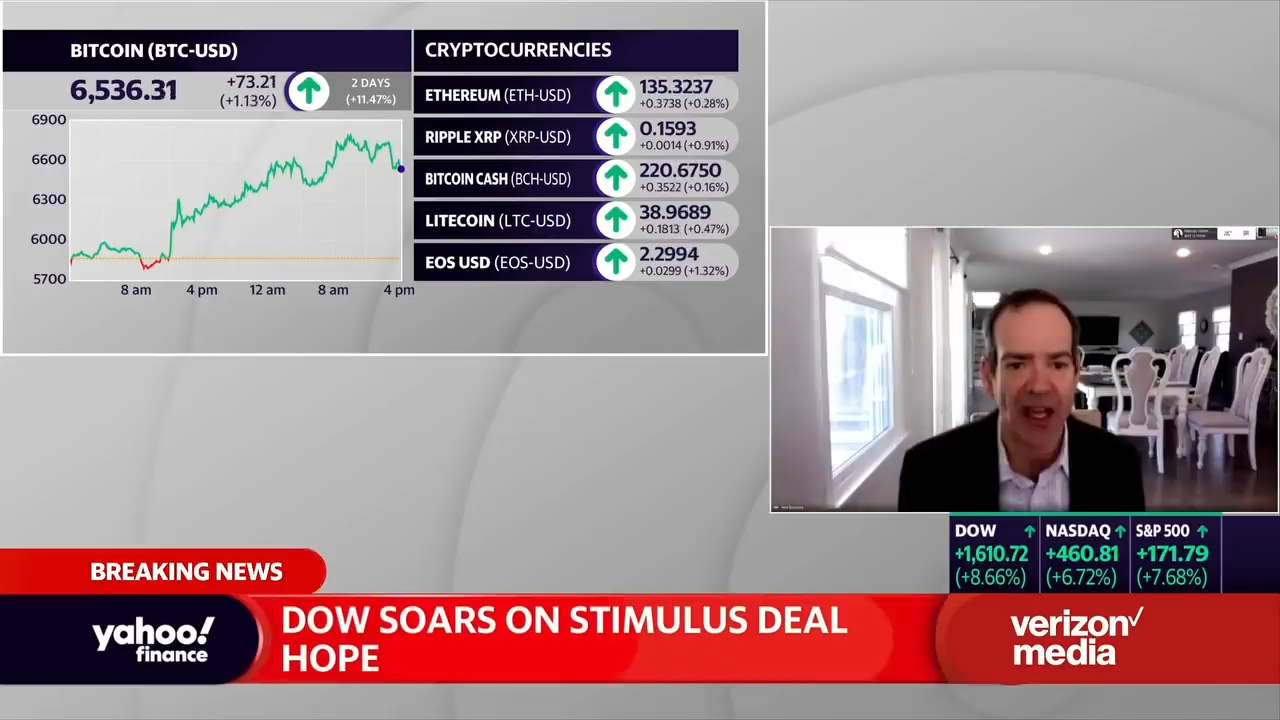 BITCOIN (BTC-USD)
6,536.31
+73.21
(+1.13%)
2 DAYS
(+11.47%)
6900
6600
6300
6000
5700
8 am
4 pm
12 am
8 am
4 pm
CRYPTOCURRENCIES
ETHEREUM (ETH-USD)
135.3237
+0.3738 (+0.28%)
RIPPLE XRP (XRP-USD)
0.1593
+0.0014 (+0.91%)
BITCOIN CASH (BCH-USD)
220.6750
+0.3522 (+0.16%)
LITECOIN (LTC-USD)
38.9689
+0.1813 (+0.47%)
EOS USD (EOS-USD)
2.2994
+0.0299 (+1.32%)
DOW
+1,610.72
(+8.66%)
NASDAQ
+460.81
(+6.72%)
S&P 500
+171.79
(+7.68%)
BREAKING NEWS
yahoo!
finance
DOW SOARS ON STIMULUS DEAL
HOPE
verizon
media